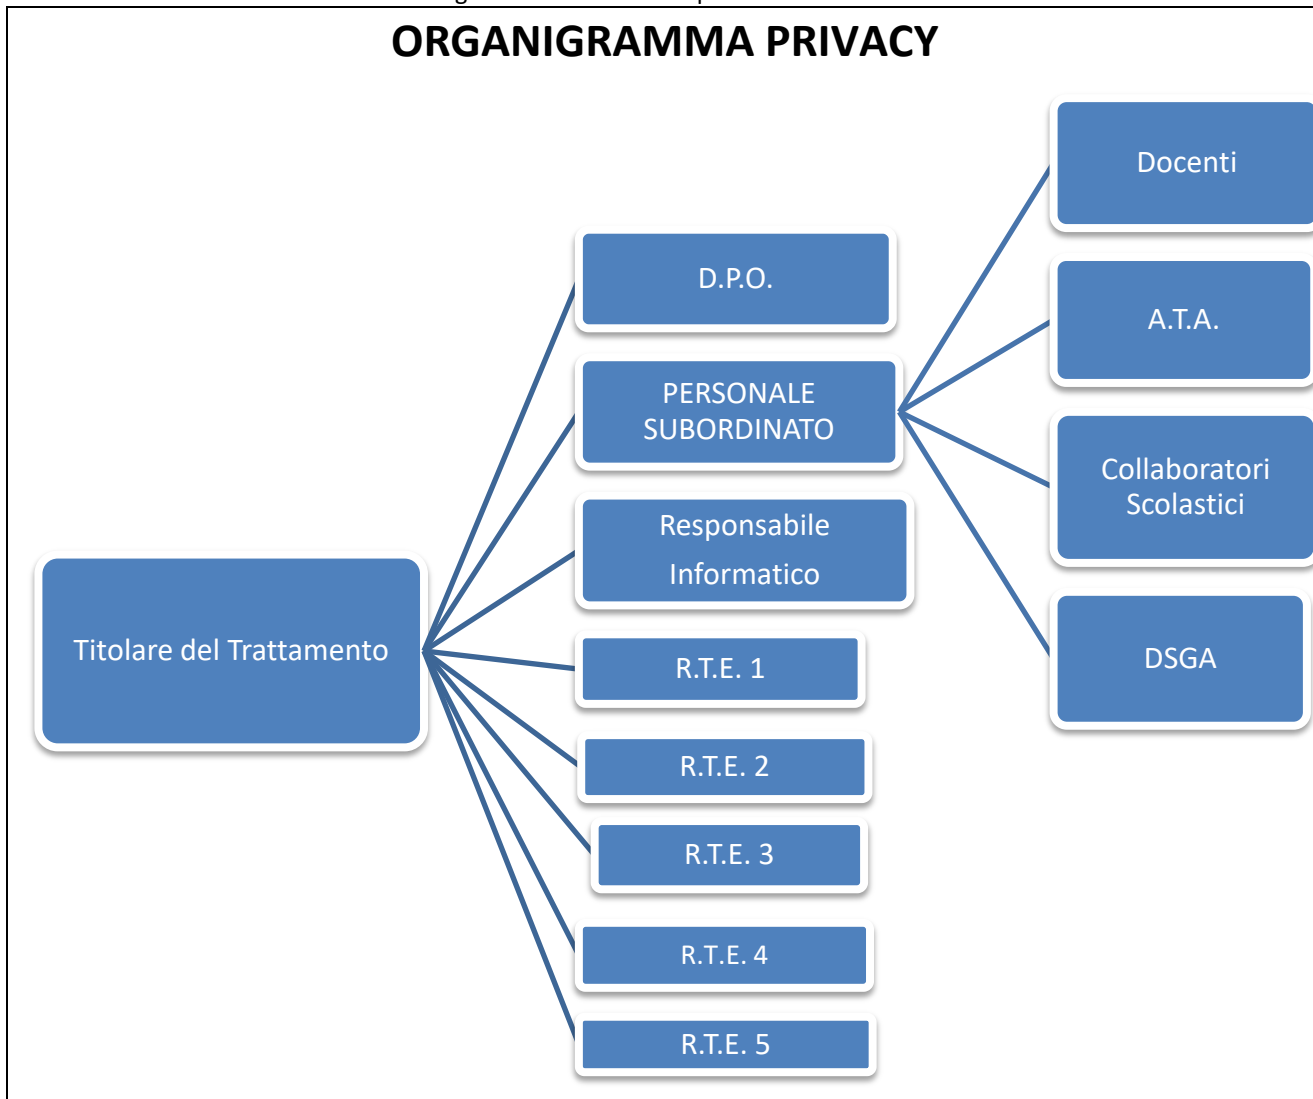 ORGANIGRAMMA PRIVACY
Titolare del Trattamento
D.P.O.
PERSONALE
SUBORDINATO
Responsabile
Informatico
R.T.E. 1
R.T.E. 2
R.T.E. 3
R.T.E. 4
R.T.E. 5
Docenti
A.T.A.
Collaboratori
Scolastici
DSGA